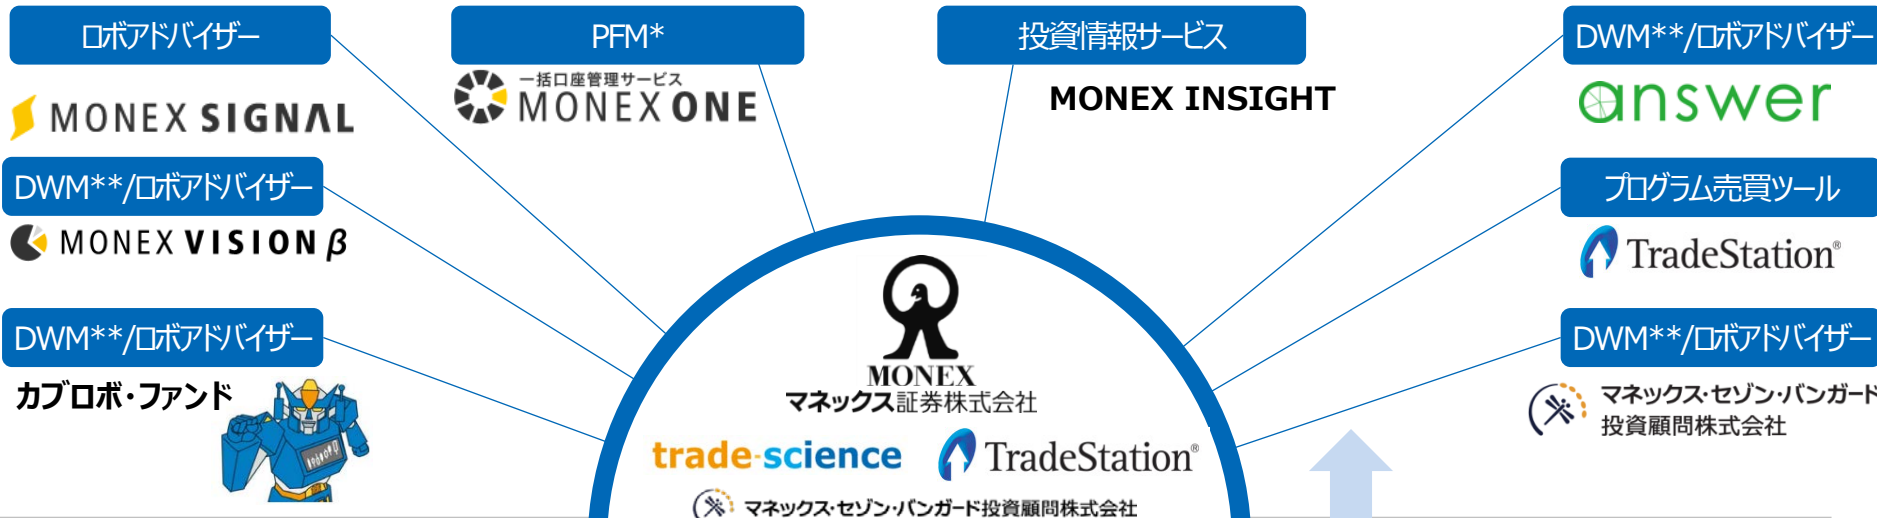 ロボアドバイザー
PFM*
投資情報サービス
DWM**/ロボアドバイザー
MONEX SIGNAL
一括口座管理サービス
MONEX ONE
MONEX INSIGHT
answer
DWM**/ロボアドバイザー
プログラム売買ツール
MONEX VISION β
TradeStation®
DWM**/ロボアドバイザー
DWM**/ロボアドバイザー
カブロボ・ファンド
マネックス・セゾン・バンガード
投資顧問株式会社
MONEX
マネックス証券株式会社
trade-science
TradeStation®
マネックス・セゾン・バンガード投資顧問株式会社